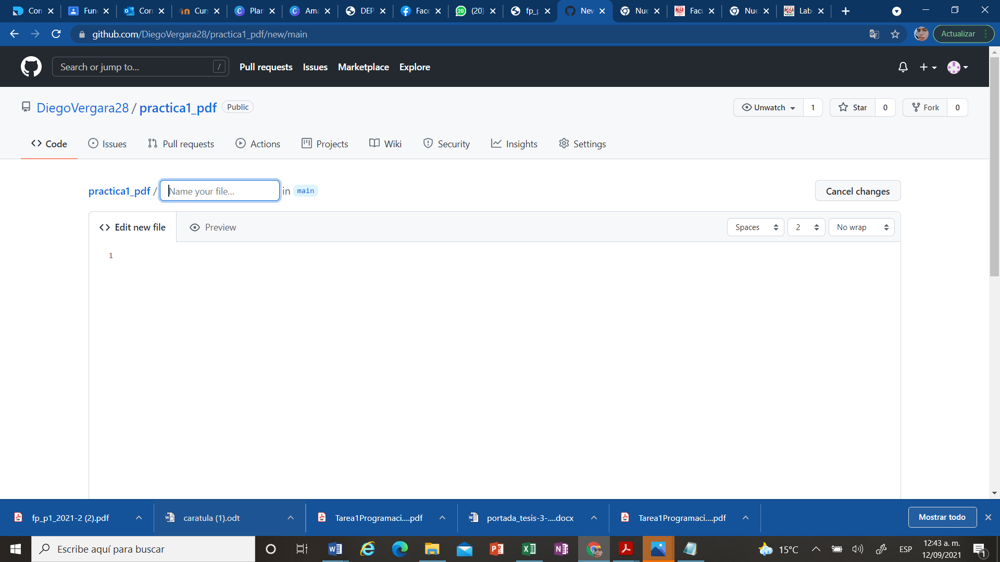 Con
Fun
Corr
Curs
Plan
Ama
DEP
Face
(20)
fp_p
New
Nue
Facu
Nue
Lab
github.com/DiegoVergara28/practica1_pdf/new/main
Actualizar
Search or jump to...
/
Pull requests
Issues
Marketplace
Explore
DiegoVergara28 / practica1_pdf
Public
Unwatch 1
Star 0
Fork 0
Code
Issues
Pull requests
Actions
Projects
Wiki
Security
Insights
Settings
practica1_pdf / Name your file... in main
Cancel changes
Edit new file
Preview
Spaces
2
No wrap
1
fp_p1_2021-2 (2).pdf
caratula (1).odt
Tarea1Programaci....pdf
portada_tesis-3-....docx
Tarea1Programaci....pdf
Mostrar todo
Escribe aquí para buscar
15°C
ESP
12:43 a. m.
12/09/2021
1